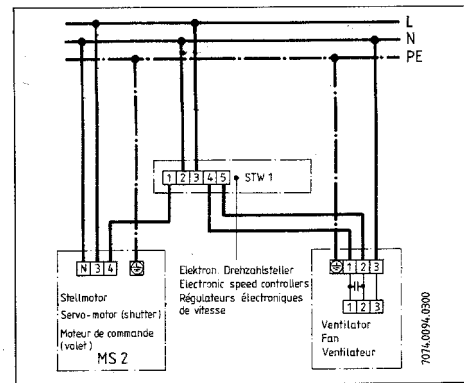 L
N
PE
1 2 3 4 5
STW 1
N 3 4
1 2 3
Stellmotor
Servo-motor (shutter)
Moteur de commande
(volet)
MS 2
Elektron. Drehzahlsteller
Electronic speed controllers
Régulateurs électroniques
de vitesse
1 2 3
Ventilator
Fan
Ventilateur
7074.0094.0300